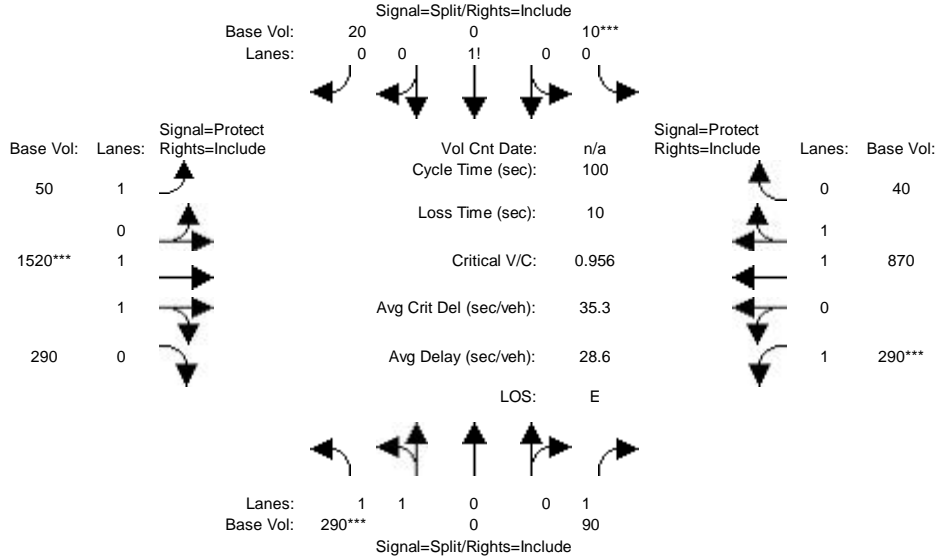 Signal=Split/Rights=Include
Base Vol: 20 0 10***
Lanes: 0 0 1! 0 0
Signal=Protect
Base Vol: Lanes: Rights=Include
50 1
0
1520*** 1
1
290 0
Vol Cnt Date: n/a
Cycle Time (sec): 100
Loss Time (sec): 10
Critical V/C: 0.956
Avg Crit Del (sec/veh): 35.3
Avg Delay (sec/veh): 28.6
LOS: E
Signal=Protect
Rights=Include Lanes: Base Vol:
0 40
1
1 870
0
1 290***
Lanes: 1 1 0 0 1
Base Vol: 290*** 0 90
Signal=Split/Rights=Include